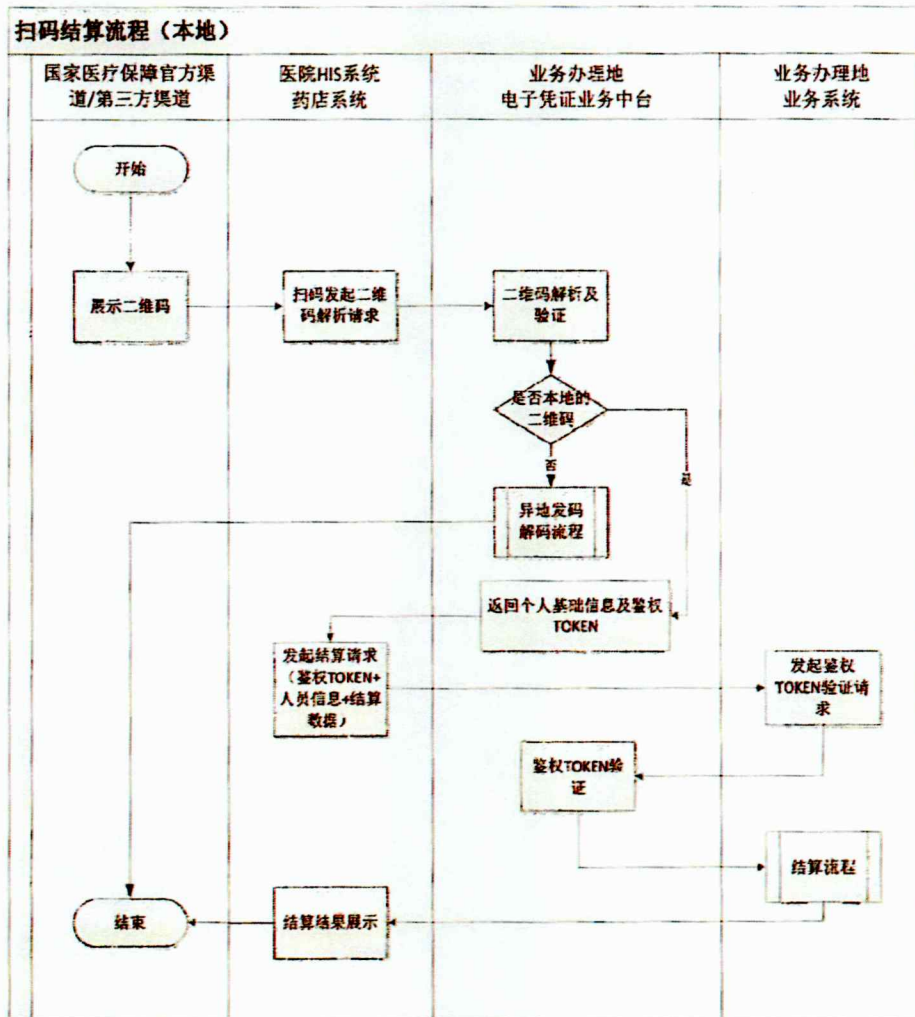 扫码结算流程（本地）
国家医疗保障官方渠
道/第三方渠道
医院HIS系统
药店系统
业务办理地
电子凭证业务中台
业务办理地
业务系统
开始
展示二维码
扫码发起二维
码解析请求
二维码解析及
验证
是否本地的
二维码
否
是
异地发码
解码流程
返回个人基础信息及鉴权
TOKEN
发起结算请求
（鉴权TOKEN+
人员信息+结算
数据）
发起鉴权
TOKEN验证请
求
鉴权TOKEN验
证
结算流程
结算结果展示
结束